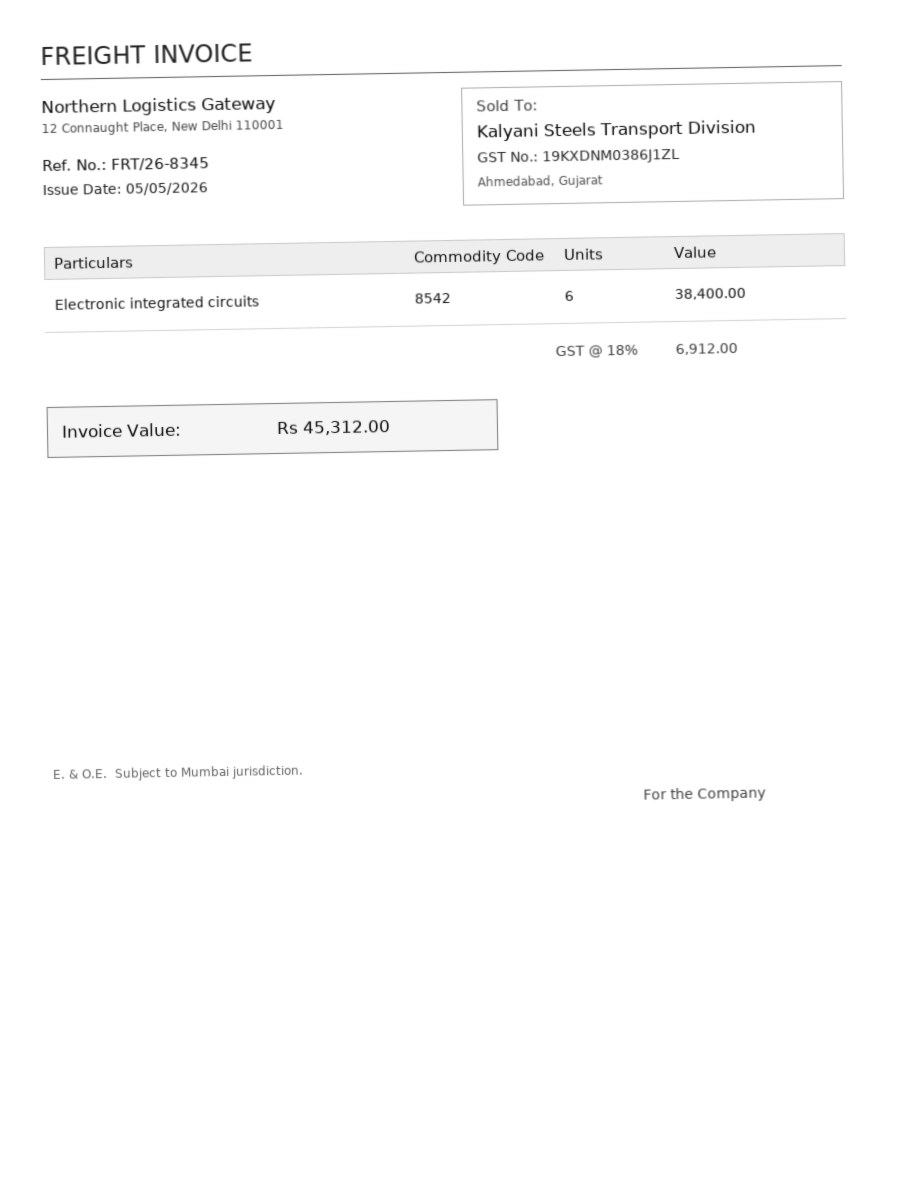 FREIGHT INVOICE
Northern Logistics Gateway
12 Connaught Place, New Delhi 110001
Ref. No.: FRT/26-8345
Issue Date: 05/05/2026
Sold To:
Kalyani Steels Transport Division
GST No.: 19KXDNM0386J1ZL
Ahmedabad, Gujarat
Particulars Commodity Code Units Value
Electronic integrated circuits 8542 6 38,400.00
GST @ 18% 6,912.00
Invoice Value: Rs 45,312.00
E. & O.E. Subject to Mumbai jurisdiction.
For the Company